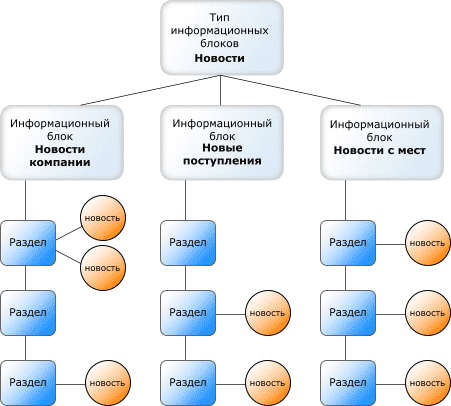 Тип
информационных
блоков
Новости
Информационный
блок
Новости
компании
Информационный
блок
Новые
поступления
Информационный
блок
Новости с мест
Раздел
новость
новость
Раздел
Раздел
новость
Раздел
Раздел
новость
Раздел
новость
Раздел
новость
Раздел
новость
Раздел
новость